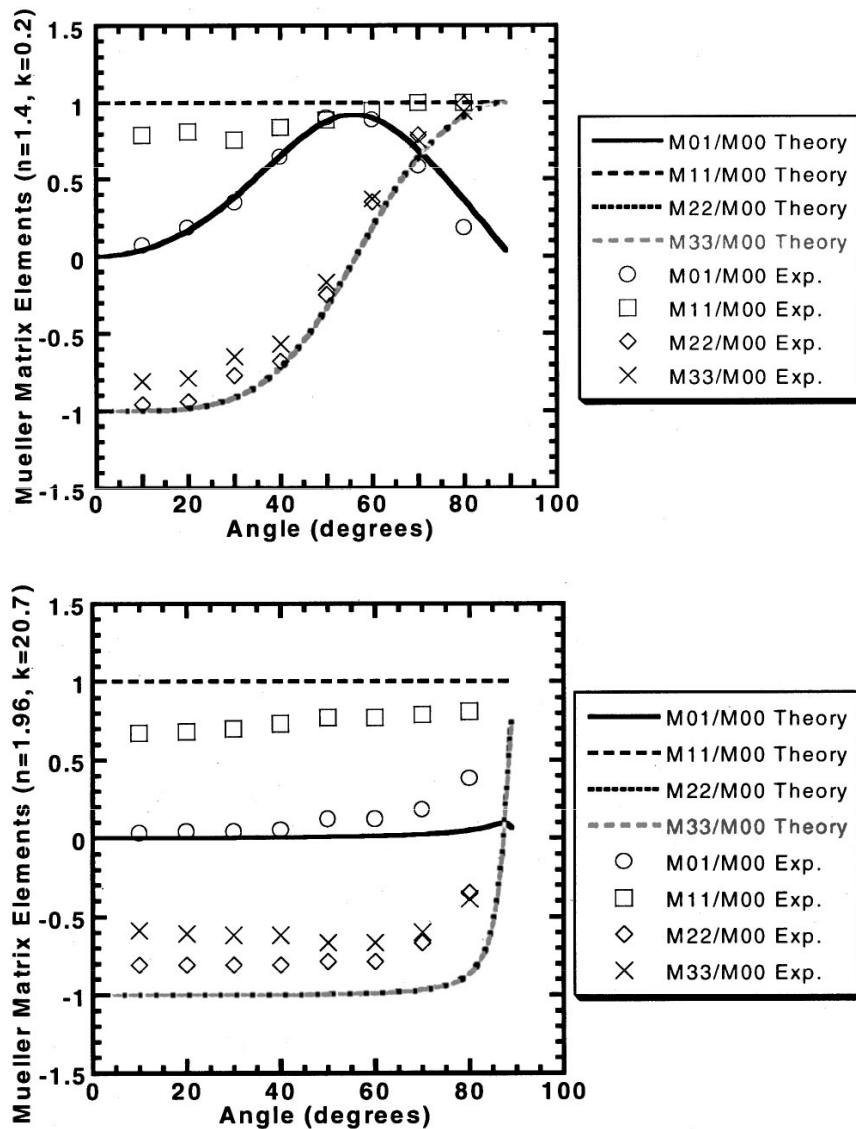 Mueller Matrix Elements (n=1.4, k=0.2)
1.5
1
0.5
0
-0.5
-1
-1.5
0 20 40 60 80 100
Angle (degrees)
M01/M00 Theory
M11/M00 Theory
M22/M00 Theory
M33/M00 Theory
M01/M00 Exp.
M11/M00 Exp.
M22/M00 Exp.
M33/M00 Exp.
Mueller Matrix Elements (n=1.96, k=20.7)
1.5
1
0.5
0
-0.5
-1
-1.5
0 20 40 60 80 100
Angle (degrees)
M01/M00 Theory
M11/M00 Theory
M22/M00 Theory
M33/M00 Theory
M01/M00 Exp.
M11/M00 Exp.
M22/M00 Exp.
M33/M00 Exp.